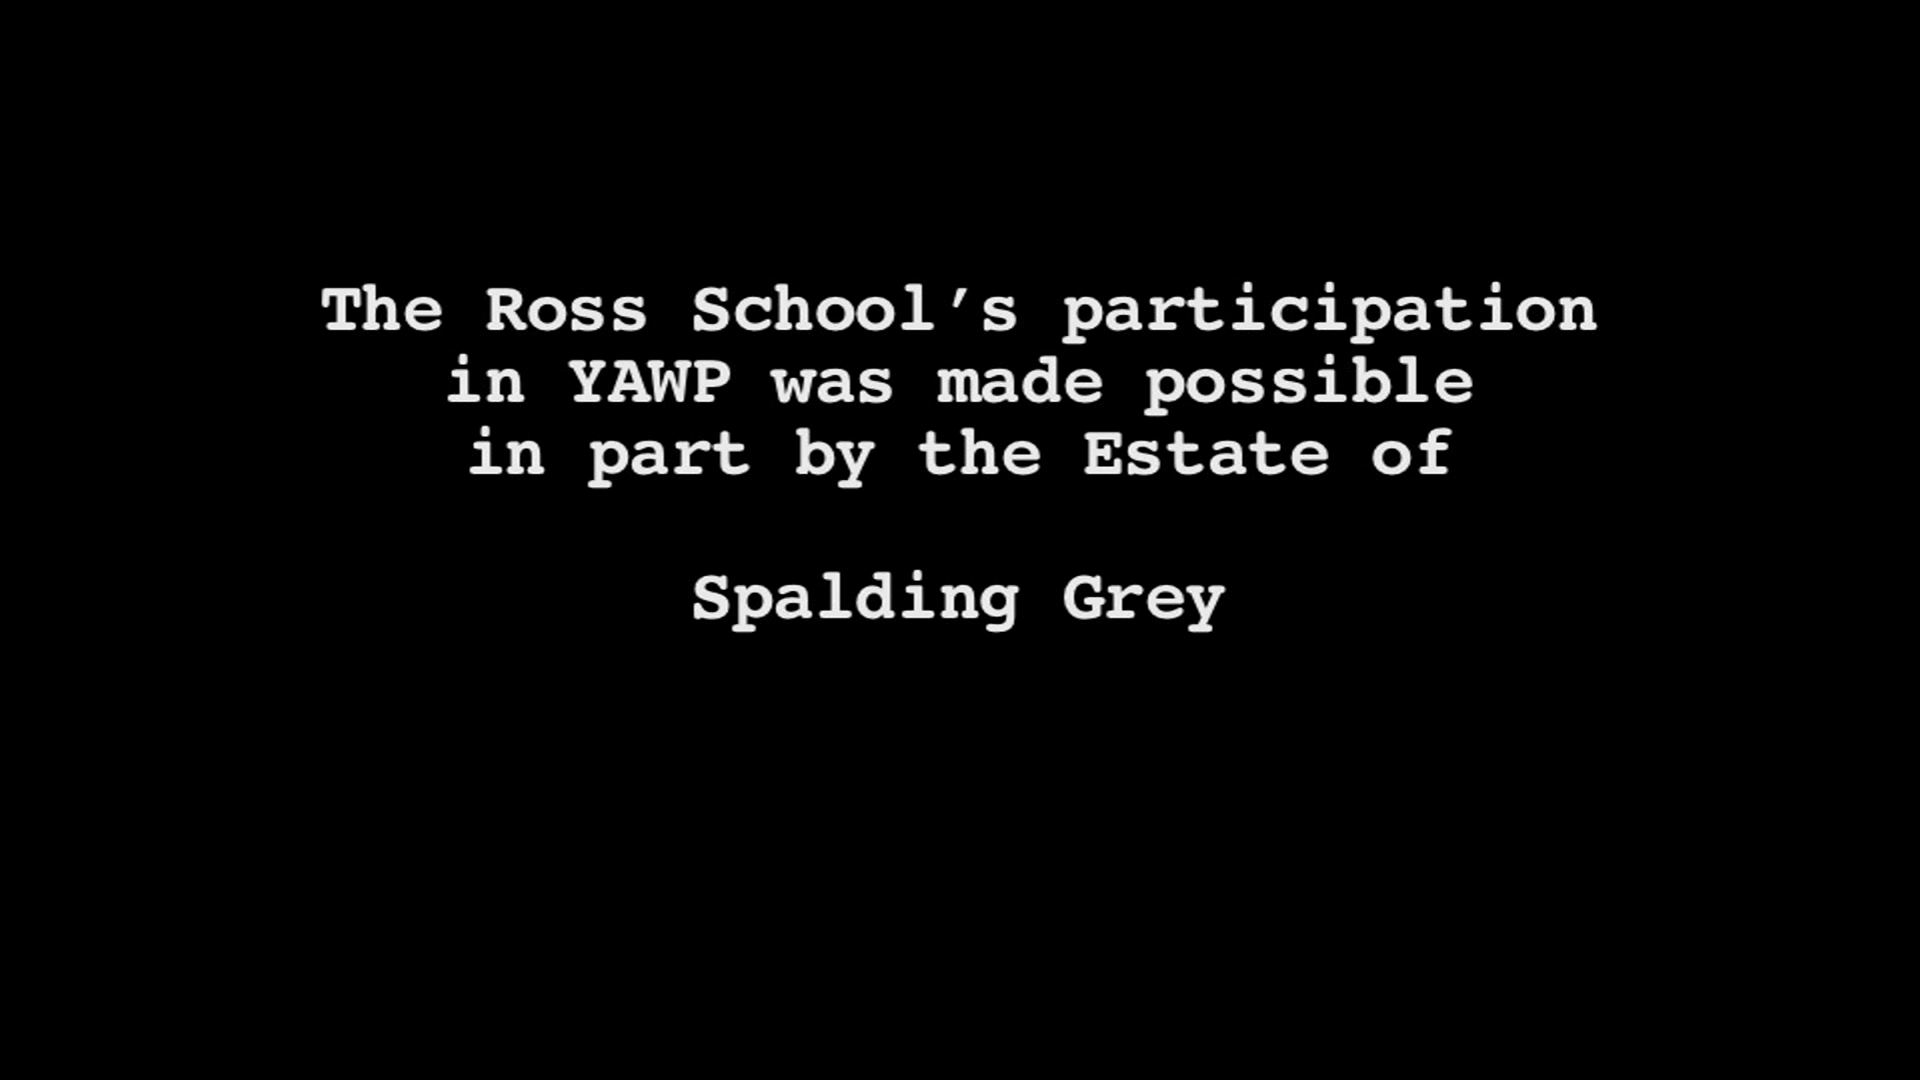 The Ross School’s participation
in YAWP was made possible
in part by the Estate of
Spalding Grey